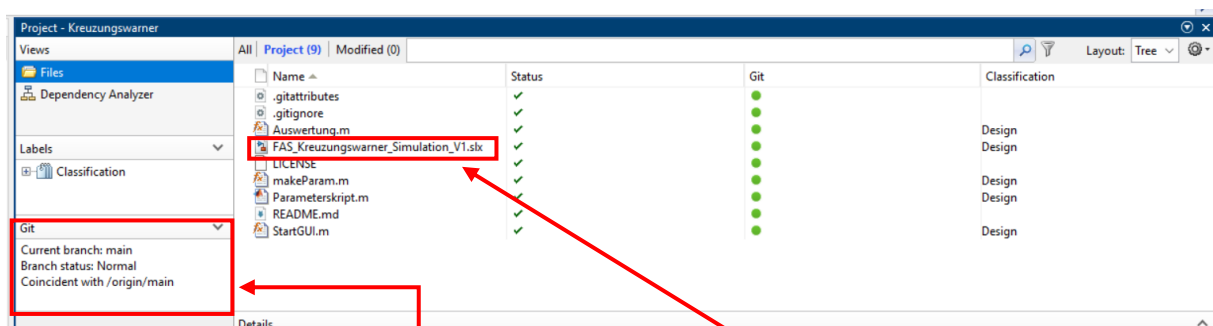 Project - Kreuzungswarner
Views
Files
Dependency Analyzer
Labels
Classification
Git
Current branch: main
Branch status: Normal
Coincident with /origin/main
All Project (9) Modified (0) Layout: Tree
Name Status Git Classification
.gitattributes
.gitignore
Auswertung.m Design
FAS_Kreuzungswarner_Simulation_V1.slx Design
LICENSE
makeParam.m Design
Parameterskript.m Design
README.md
StartGUI.m Design
Details